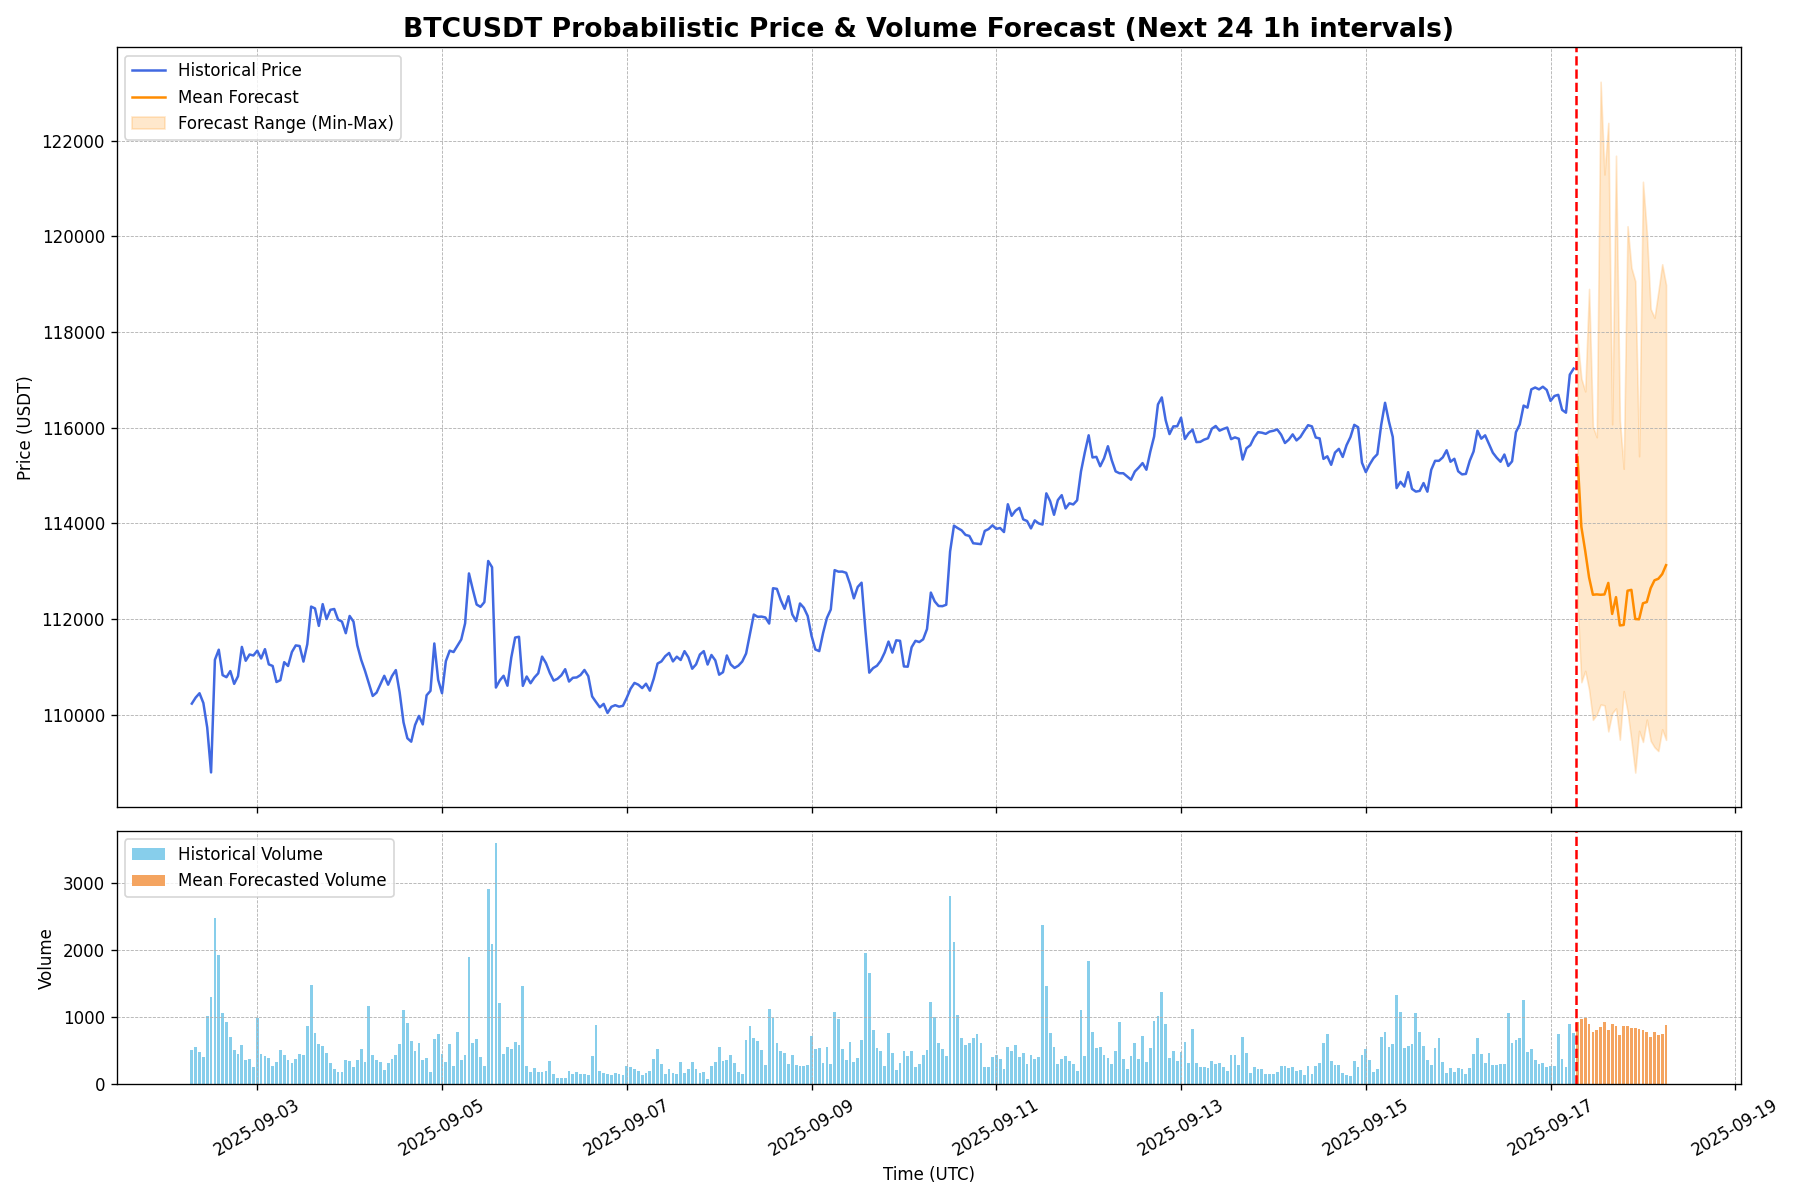 BTCUSDT Probabilistic Price & Volume Forecast (Next 24 1h intervals)
Historical Price
Mean Forecast
Forecast Range (Min-Max)
122000
120000
118000
116000
114000
112000
110000
Price (USDT)
Historical Volume
Mean Forecasted Volume
3000
2000
1000
0
Volume
2025-09-03
2025-09-05
2025-09-07
2025-09-09
2025-09-11
2025-09-13
2025-09-15
2025-09-17
2025-09-19
Time (UTC)